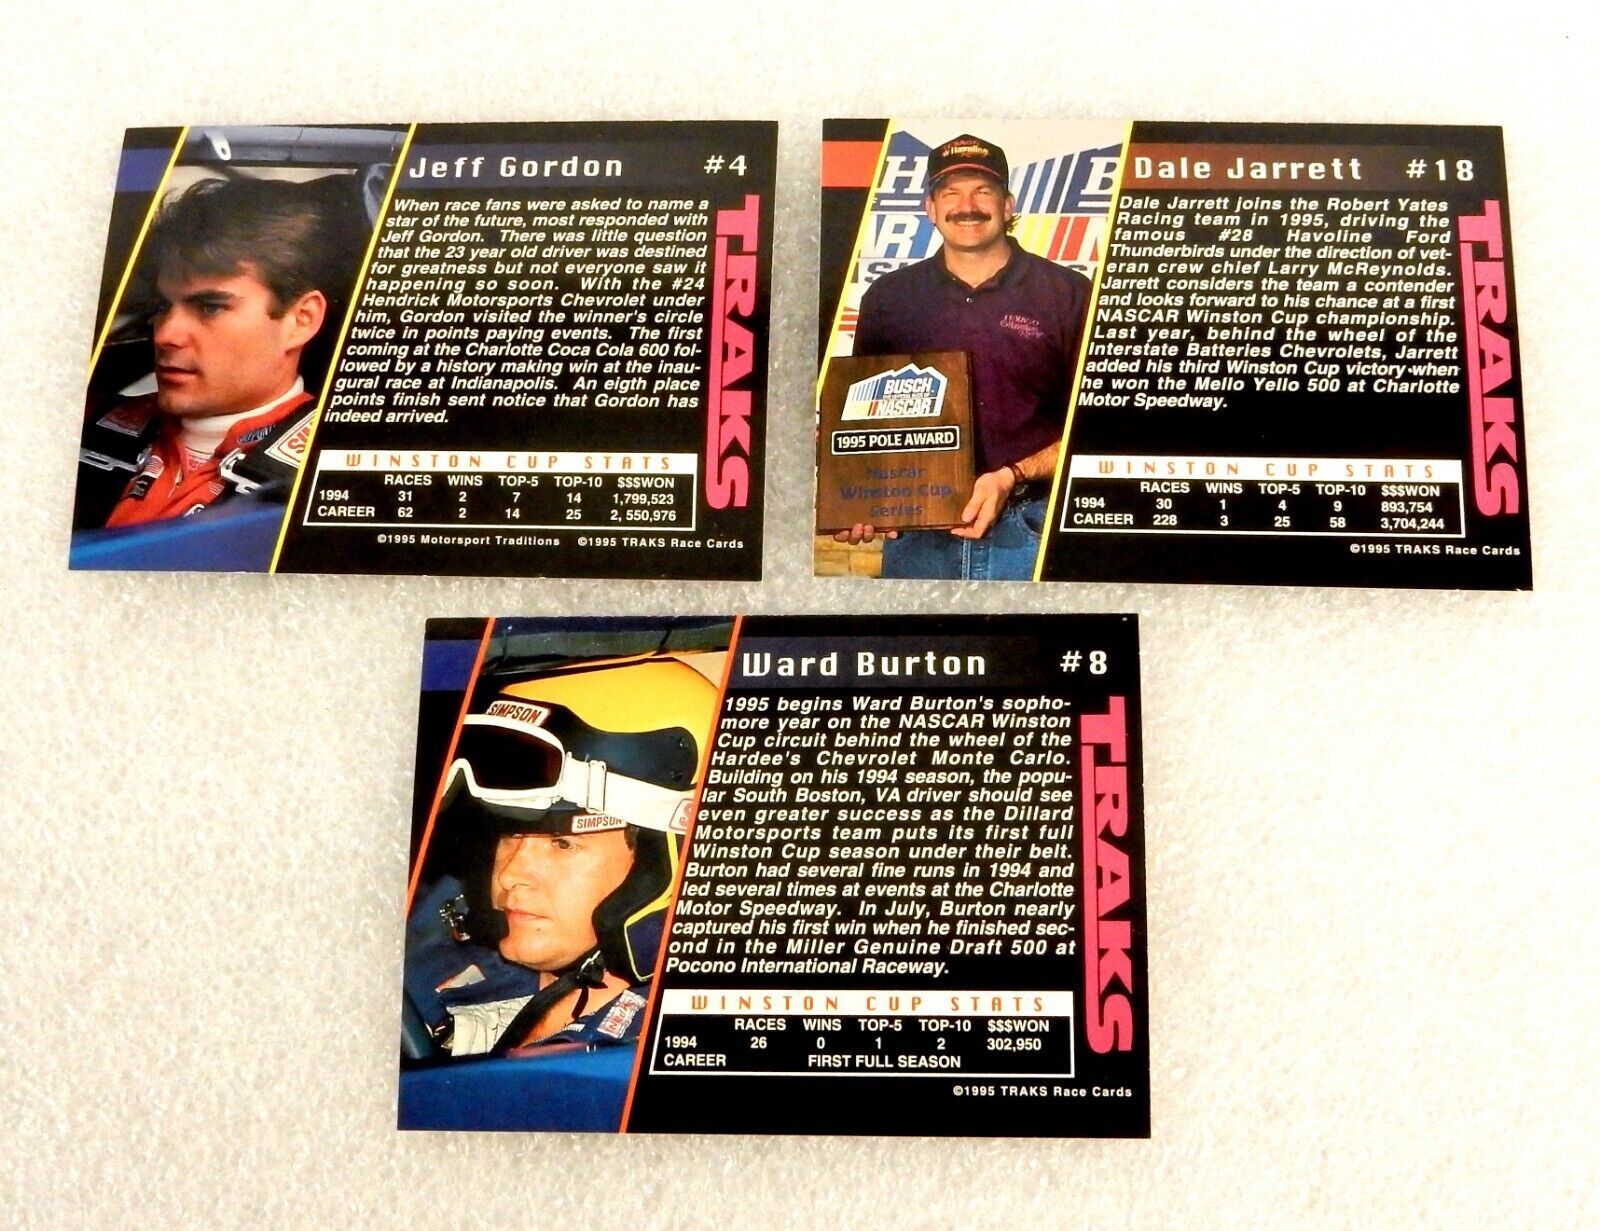 Jeff Gordon #4
When race fans were asked to name a
star of the future, most responded with
Jeff Gordon. There was little question
that the 23 year old driver was destined
for greatness but not everyone saw it
happening so soon. With the #24
Hendrick Motorsports Chevrolet under
him, Gordon visited the winner's circle
twice in points paying events. The first
coming at the Charlotte Coca Cola 600 fol-
lowed by a history making win at the inau-
gural race at Indianapolis. An eigth place
points finish sent notice that Gordon has
indeed arrived.
TRAKS
WINSTON CUP STATS
RACES WINS TOP-5 TOP-10 $$$WON
1994 31 2 7 14 1,799,523
CAREER 62 2 14 25 2, 550,976
©1995 Motorsport Traditions ©1995 TRAKS Race Cards
SIMPSON
Dale Jarrett #18
Dale Jarrett joins the Robert Yates
Racing team in 1995, driving the
famous #28 Havoline Ford
Thunderbirds under the direction of vet-
eran crew chief Larry McReynolds.
Jarrett considers the team a contender
and looks forward to his chance at a first
NASCAR Winston Cup championship.
Last year, behind the wheel of the
Interstate Batteries Chevrolets, Jarrett
added his third Winston Cup victory when
he won the Mello Yello 500 at Charlotte
Motor Speedway.
TRAKS
WINSTON CUP STATS
RACES WINS TOP-5 TOP-10 $$$WON
1994 30 1 4 9 893,754
CAREER 228 3 25 58 3,704,244
©1995 TRAKS Race Cards
TEXACO
Havoline
TEXACO
Havoline
BUSCH
NASCAR
1995 POLE AWARD
Nascar
Winston Cup
Series
Ward Burton #8
1995 begins Ward Burton's sopho-
more year on the NASCAR Winston
Cup circuit behind the wheel of the
Hardee's Chevrolet Monte Carlo.
Building on his 1994 season, the popu-
lar South Boston, VA driver should see
even greater success as the Dillard
Motorsports team puts its first full
Winston Cup season under their belt.
Burton had several fine runs in 1994 and
led several times at events at the Charlotte
Motor Speedway. In July, Burton nearly
captured his first win when he finished sec-
ond in the Miller Genuine Draft 500 at
Pocono International Raceway.
TRAKS
WINSTON CUP STATS
RACES WINS TOP-5 TOP-10 $$$WON
1994 26 0 1 2 302,950
CAREER FIRST FULL SEASON
©1995 TRAKS Race Cards
SIMPSON
SIMPSON